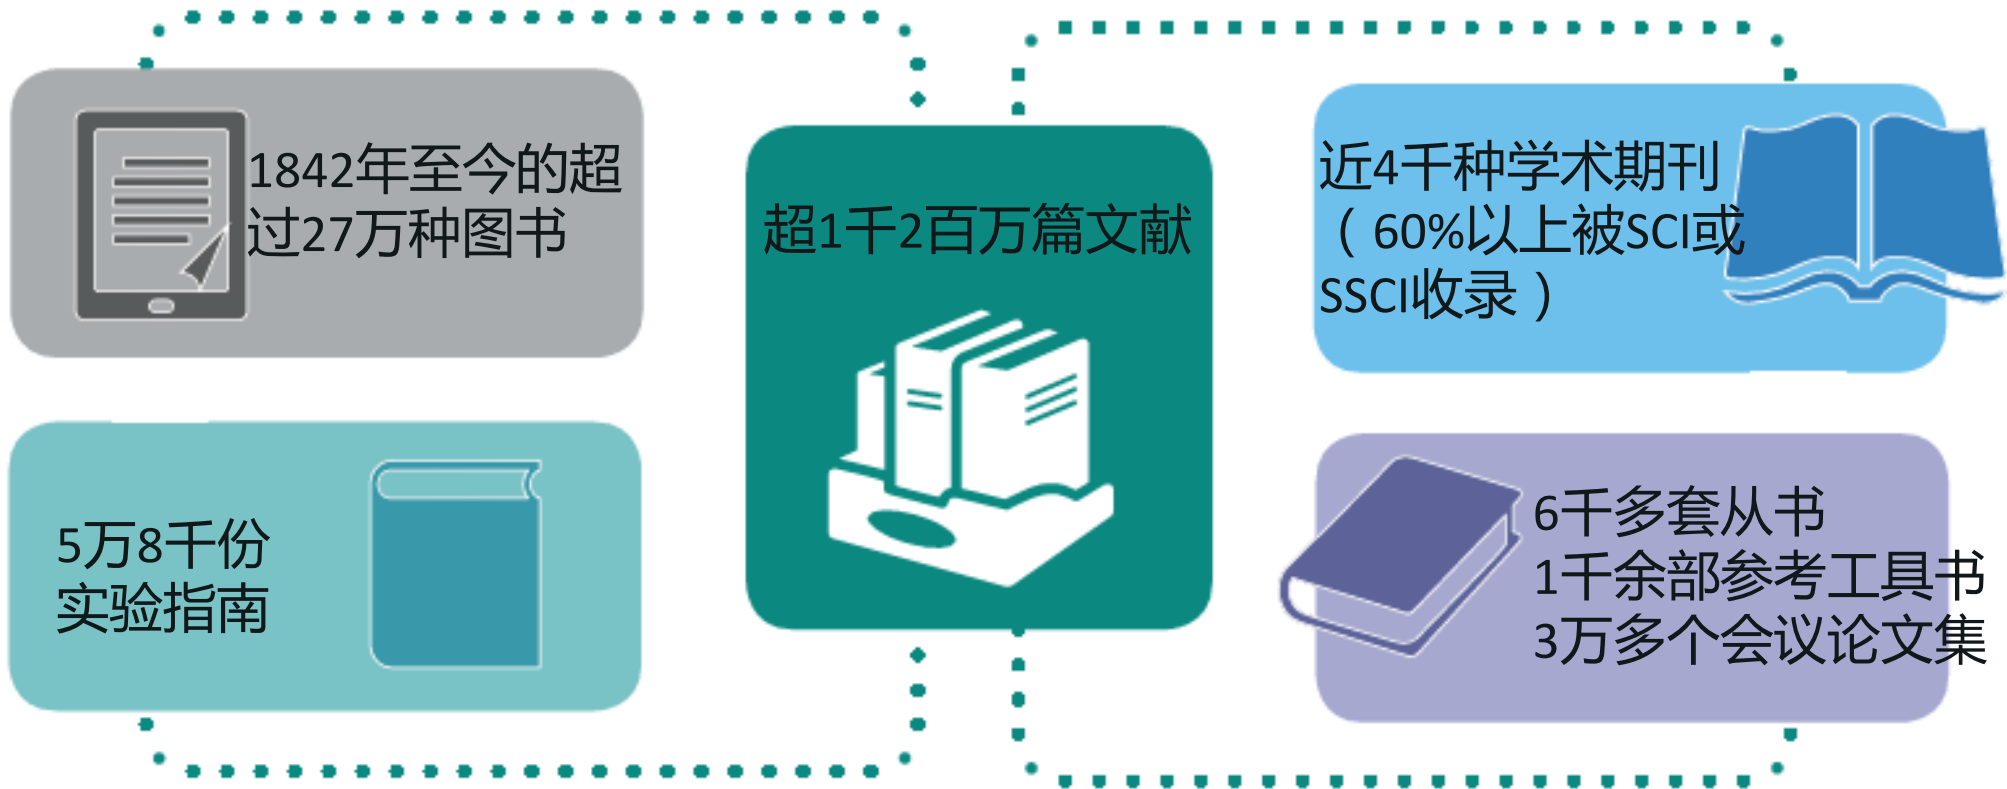 1842年至今的超
过27万种图书
5万8千份
实验指南
超1千2百万篇文献
近4千种学术期刊
（60%以上被SCI或
SSCI收录）
6千多套从书
1千余部参考工具书
3万多个会议论文集